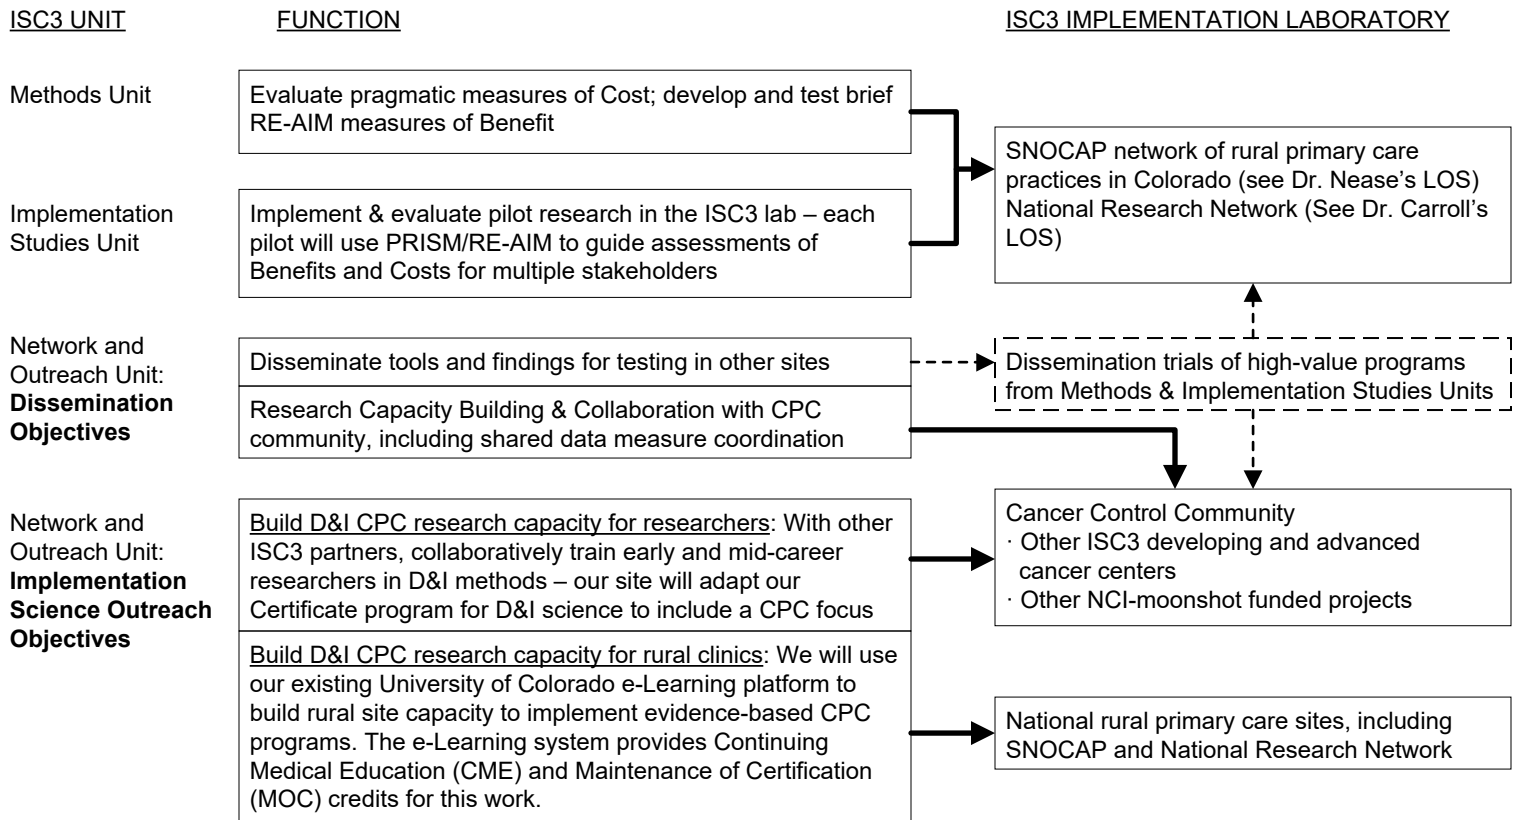 ISC3 UNIT
FUNCTION
ISC3 IMPLEMENTATION LABORATORY
Methods Unit
Evaluate pragmatic measures of Cost; develop and test brief
RE-AIM measures of Benefit
SNOCAP network of rural primary care
practices in Colorado (see Dr. Nease’s LOS)
National Research Network (See Dr. Carroll’s
LOS)
Implementation
Studies Unit
Implement & evaluate pilot research in the ISC3 lab – each
pilot will use PRISM/RE-AIM to guide assessments of
Benefits and Costs for multiple stakeholders
Network and
Outreach Unit:
Dissemination
Objectives
Disseminate tools and findings for testing in other sites
Research Capacity Building & Collaboration with CPC
community, including shared data measure coordination
Dissemination trials of high-value programs
from Methods & Implementation Studies Units
Network and
Outreach Unit:
Implementation
Science Outreach
Objectives
Build D&I CPC research capacity for researchers: With other
ISC3 partners, collaboratively train early and mid-career
researchers in D&I methods – our site will adapt our
Certificate program for D&I science to include a CPC focus
Cancer Control Community
· Other ISC3 developing and advanced
cancer centers
· Other NCI-moonshot funded projects
Build D&I CPC research capacity for rural clinics: We will use
our existing University of Colorado e-Learning platform to
build rural site capacity to implement evidence-based CPC
programs. The e-Learning system provides Continuing
Medical Education (CME) and Maintenance of Certification
(MOC) credits for this work.
National rural primary care sites, including
SNOCAP and National Research Network